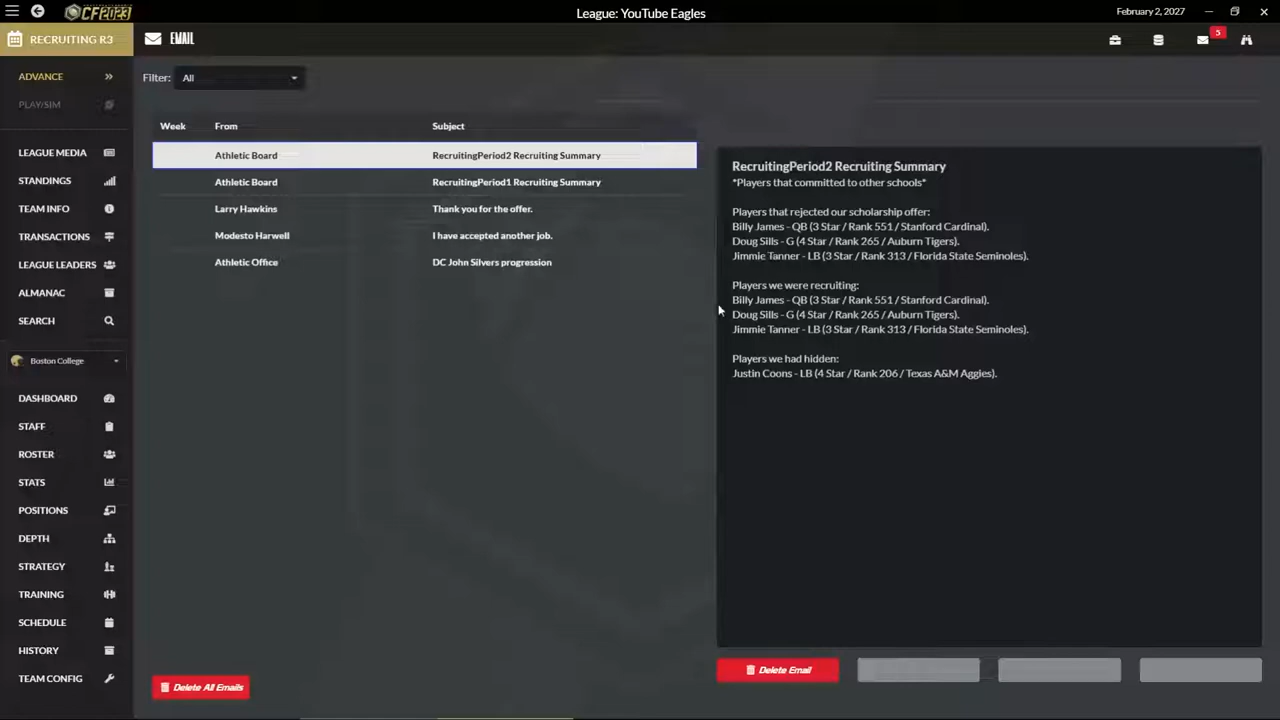 CF2023
League: YouTube Eagles
February 2, 2027
RECRUITING R3
EMAIL
5
ADVANCE
PLAY/SIM
LEAGUE MEDIA
STANDINGS
TEAM INFO
TRANSACTIONS
LEAGUE LEADERS
ALMANAC
SEARCH
Boston College
DASHBOARD
STAFF
ROSTER
STATS
POSITIONS
DEPTH
STRATEGY
TRAINING
SCHEDULE
HISTORY
TEAM CONFIG
Filter: All
Week From Subject
Athletic Board RecruitingPeriod2 Recruiting Summary
Athletic Board RecruitingPeriod1 Recruiting Summary
Larry Hawkins Thank you for the offer.
Modesto Harwell I have accepted another job.
Athletic Office DC John Silvers progression
Delete All Emails
RecruitingPeriod2 Recruiting Summary
*Players that committed to other schools*
Players that rejected our scholarship offer:
Billy James - QB (3 Star / Rank 551 / Stanford Cardinal).
Doug Sills - G (4 Star / Rank 265 / Auburn Tigers).
Jimmie Tanner - LB (3 Star / Rank 313 / Florida State Seminoles).
Players we were recruiting:
Billy James - QB (3 Star / Rank 551 / Stanford Cardinal).
Doug Sills - G (4 Star / Rank 265 / Auburn Tigers).
Jimmie Tanner - LB (3 Star / Rank 313 / Florida State Seminoles).
Players we had hidden:
Justin Coons - LB (4 Star / Rank 206 / Texas A&M Aggies).
Delete Email